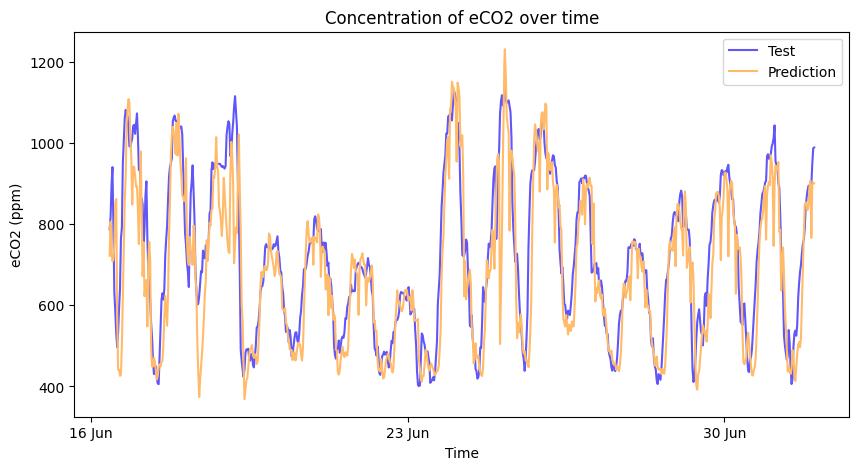 Concentration of eCO2 over time
Test
Prediction
eCO2 (ppm)
1200
1000
800
600
400
16 Jun
23 Jun
30 Jun
Time